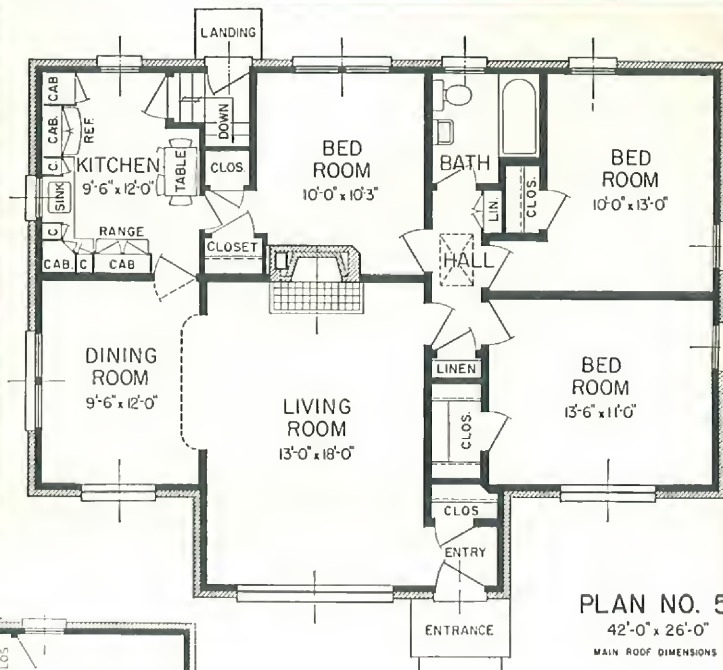 LANDING
CAB
CAB.
REF.
C
SINK
C
CAB.
C
CAB
RANGE
KITCHEN
9'-6" x 12'-0"
TABLE
DOWN
CLOS.
CLOSET
BED
ROOM
10'-0" x 10'-3"
BATH
LIN.
CLOS.
BED
ROOM
10'-0" x 13'-0"
HALL
DINING
ROOM
9'-6" x 12'-0"
LIVING
ROOM
13'-0" x 18'-0"
LINEN
CLOS.
BED
ROOM
13'-6" x 11'-0"
CLOS
ENTRY
ENTRANCE
PLAN NO. 5
42'-0" x 26'-0"
MAIN ROOF DIMENSIONS